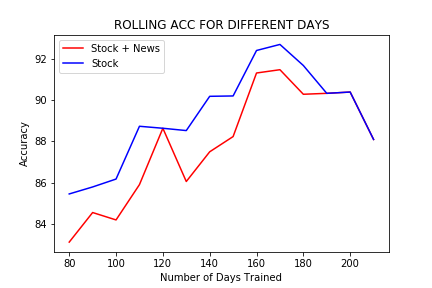 ROLLING ACC FOR DIFFERENT DAYS
Stock + News
Stock
Accuracy
92
90
88
86
84
80 100 120 140 160 180 200
Number of Days Trained